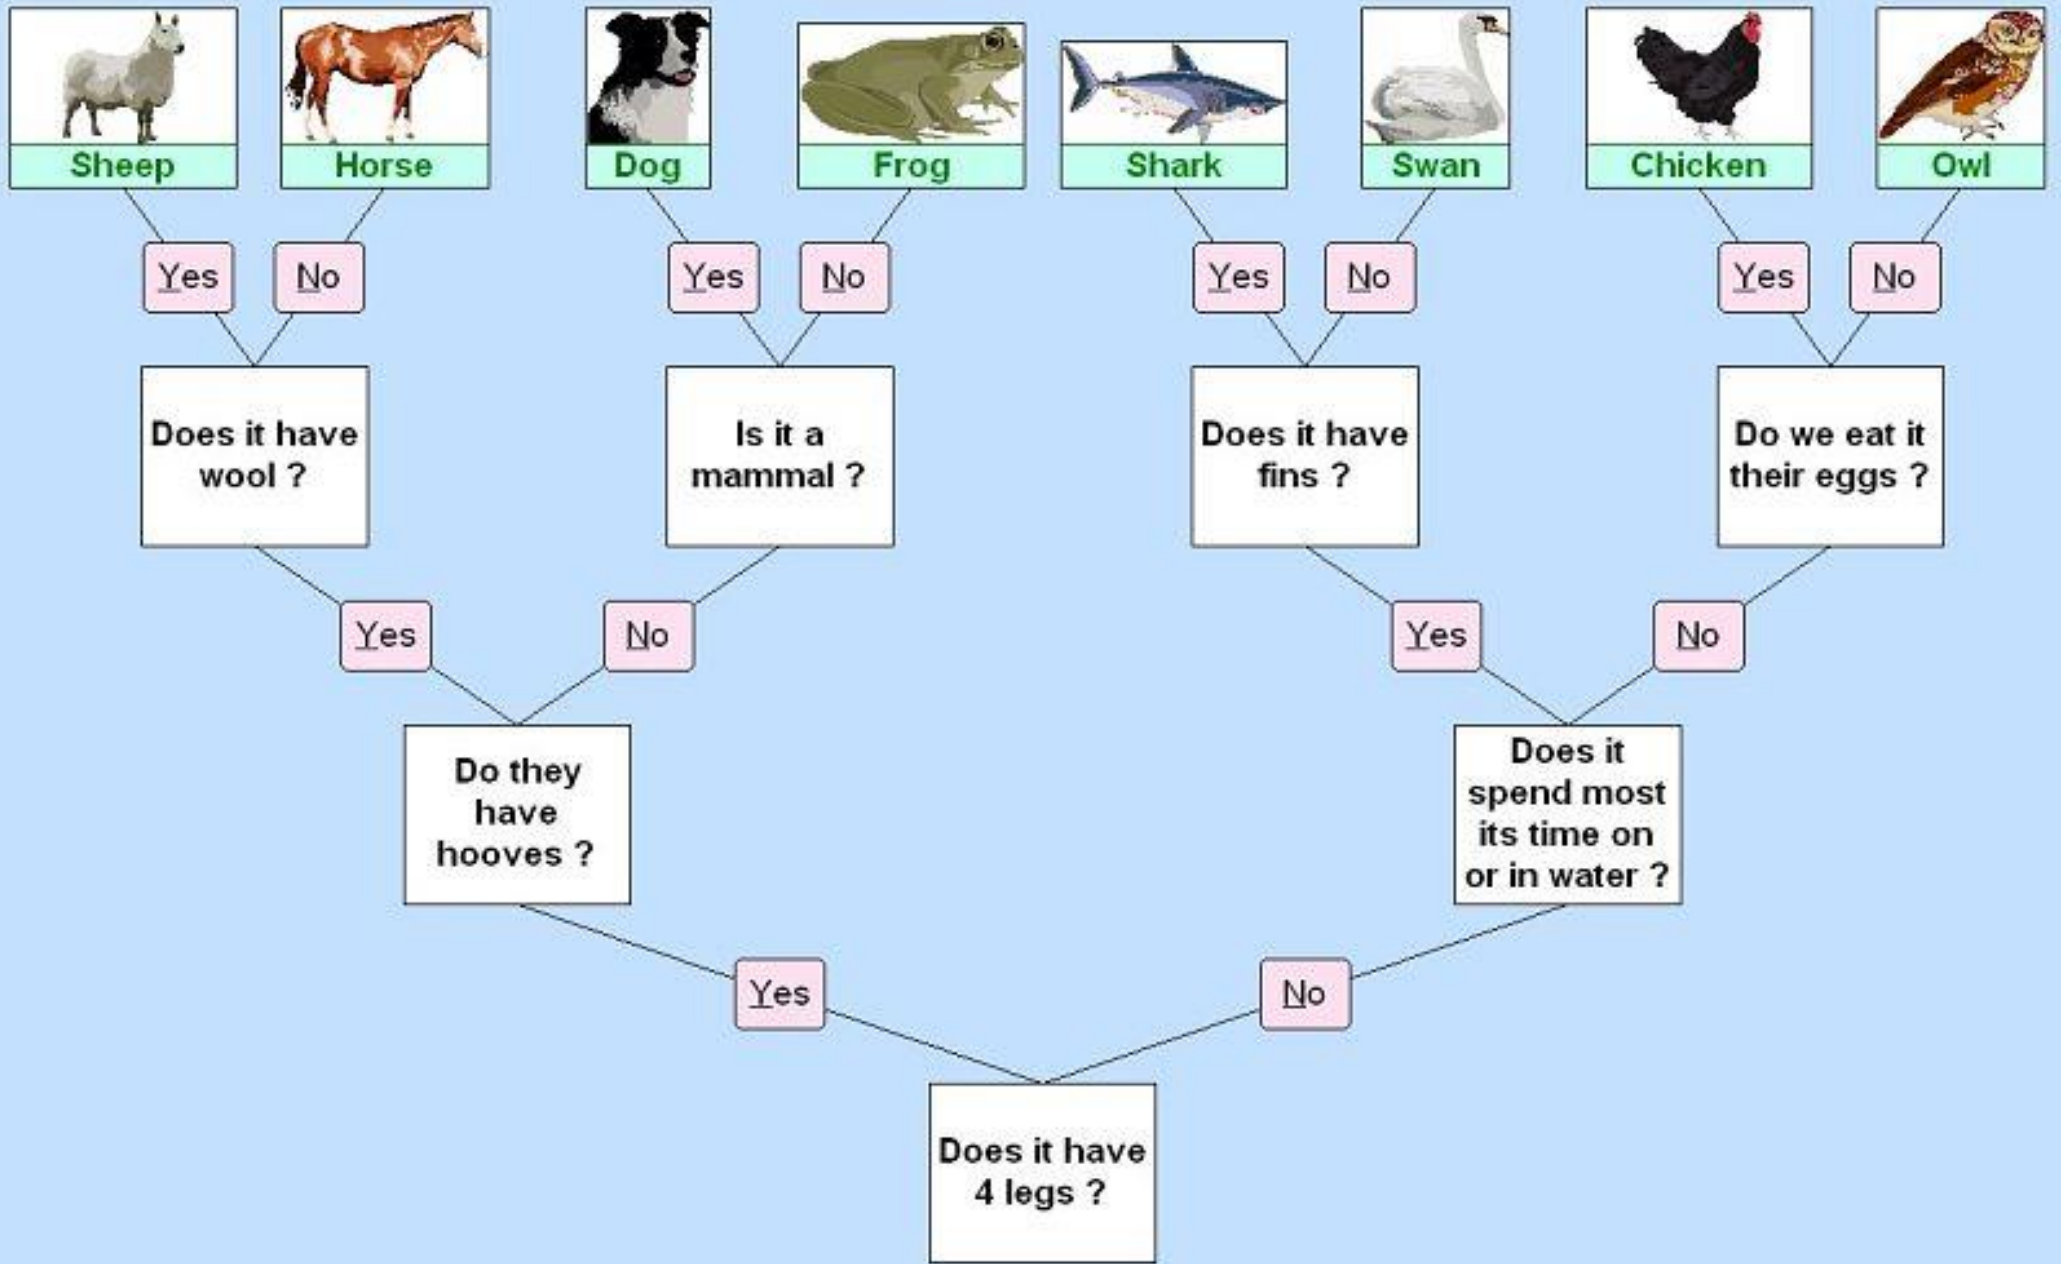 Sheep
Horse
Dog
Frog
Shark
Swan
Chicken
Owl
Yes
No
Yes
No
Yes
No
Yes
No
Does it have
wool ?
Is it a
mammal ?
Does it have
fins ?
Do we eat it
their eggs ?
Yes
No
Yes
No
Do they
have
hooves ?
Does it
spend most
its time on
or in water ?
Yes
No
Does it have
4 legs ?